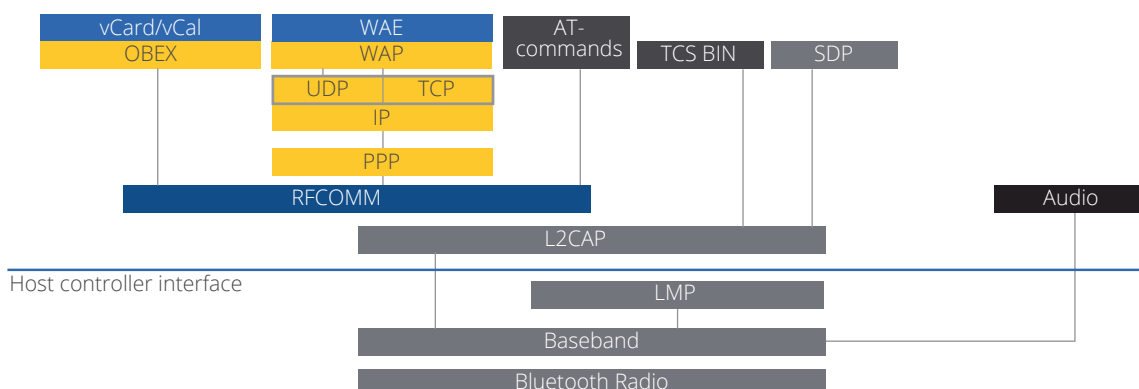 vCard/vCal
OBEX
WAE
WAP
UDP
TCP
IP
PPP
AT-
commands
TCS BIN
SDP
RFCOMM
Audio
L2CAP
Host controller interface
LMP
Baseband
Bluetooth Radio